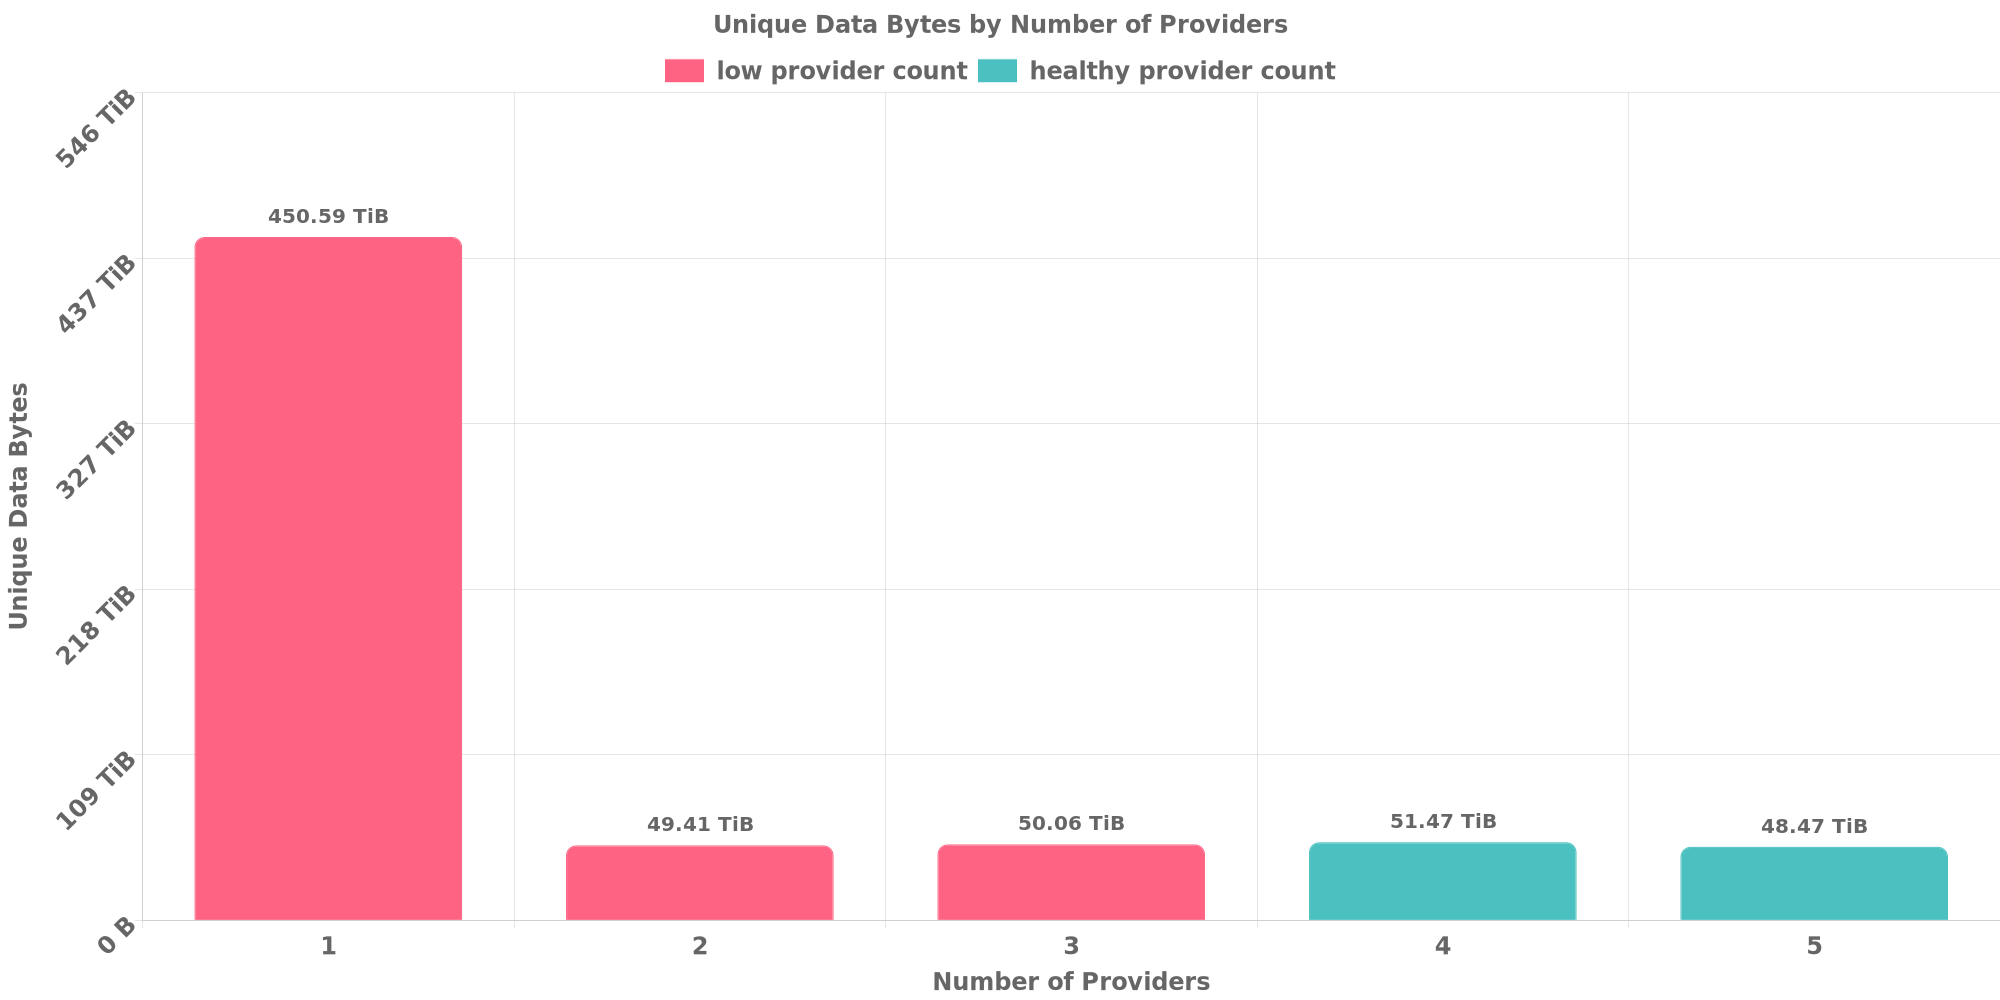 Unique Data Bytes by Number of Providers
low provider count healthy provider count
546 TiB
437 TiB
327 TiB
218 TiB
109 TiB
0 B
Unique Data Bytes
450.59 TiB
49.41 TiB
50.06 TiB
51.47 TiB
48.47 TiB
1 2 3 4 5
Number of Providers